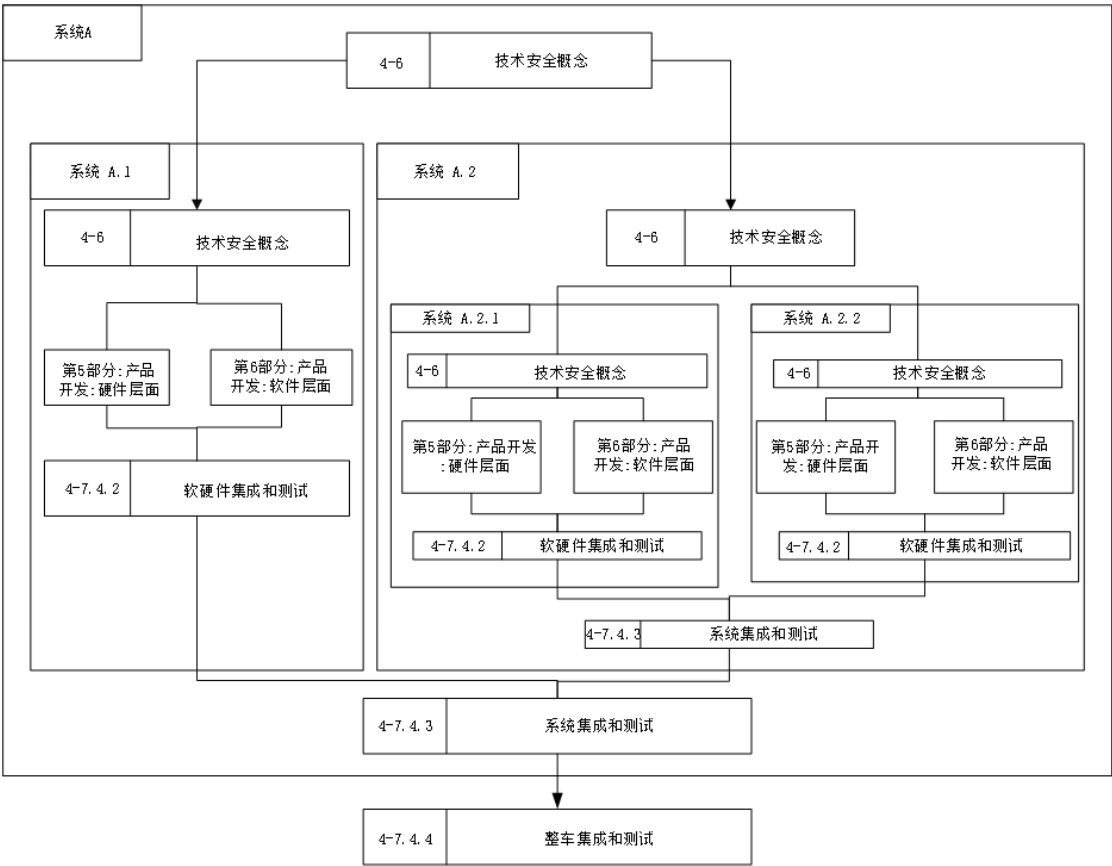 系统A
4-6
技术安全概念
系统 A.1
系统 A.2
4-6
技术安全概念
4-6
技术安全概念
系统 A.2.1
系统 A.2.2
第5部分:产品
开发:硬件层面
第6部分:产品
开发:软件层面
4-6
技术安全概念
4-6
技术安全概念
第5部分:产品开发
:硬件层面
第6部分:产品
开发:软件层面
第5部分:产品开
发:硬件层面
第6部分:产品
开发:软件层面
4-7.4.2
软硬件集成和测试
4-7.4.2
软硬件集成和测试
4-7.4.2
软硬件集成和测试
4-7.4.3
系统集成和测试
4-7.4.3
系统集成和测试
4-7.4.4
整车集成和测试